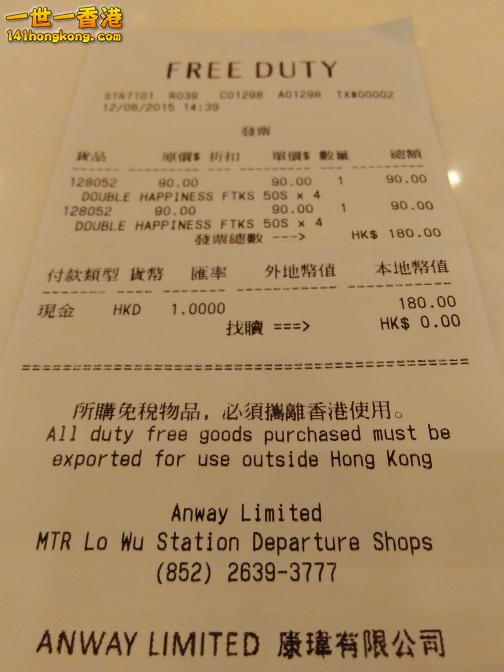 一世一香港
141hongkong.com
FREE DUTY
STR7101 R039 C01298 A01298 TX#00002
12/06/2015 14:39
發票
貨品 原價$ 折扣 單價$ 數量 總額
128052 90.00 90.00 1 90.00
DOUBLE HAPPINESS FTKS 50S x 4
128052 90.00 90.00 1 90.00
DOUBLE HAPPINESS FTKS 50S x 4
發票總數 ---> HK$ 180.00
付款類型 貨幣 匯率 外地幣值 本地幣值
現金 HKD 1.0000 180.00
找贖 ===> HK$ 0.00
所購免稅物品，必須攜離香港使用。
All duty free goods purchased must be
exported for use outside Hong Kong
Anway Limited
MTR Lo Wu Station Departure Shops
(852) 2639-3777
ANWAY LIMITED 康瑋有限公司